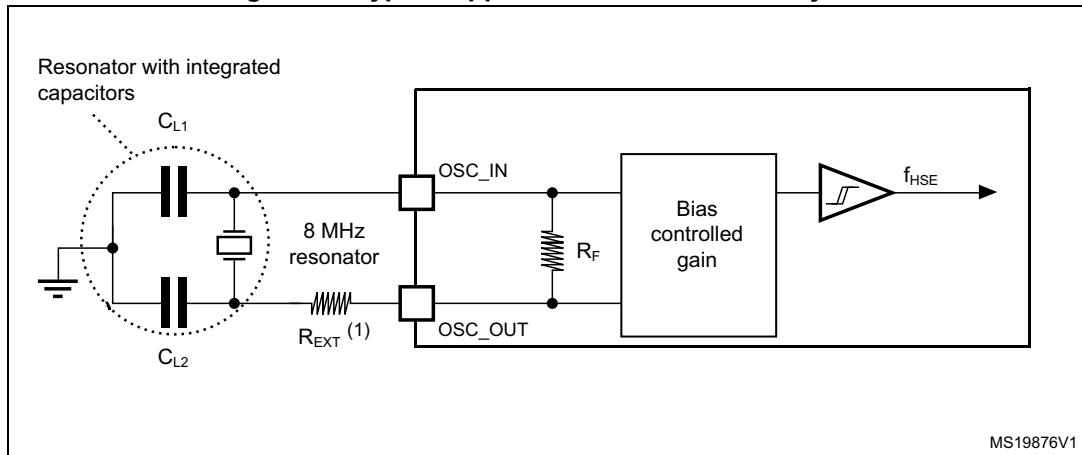 Resonator with integrated
capacitors
C_L1
OSC_IN
f_HSE
8 MHz
resonator
R_F
Bias
controlled
gain
R_EXT (1)
OSC_OUT
C_L2
MS19876V1